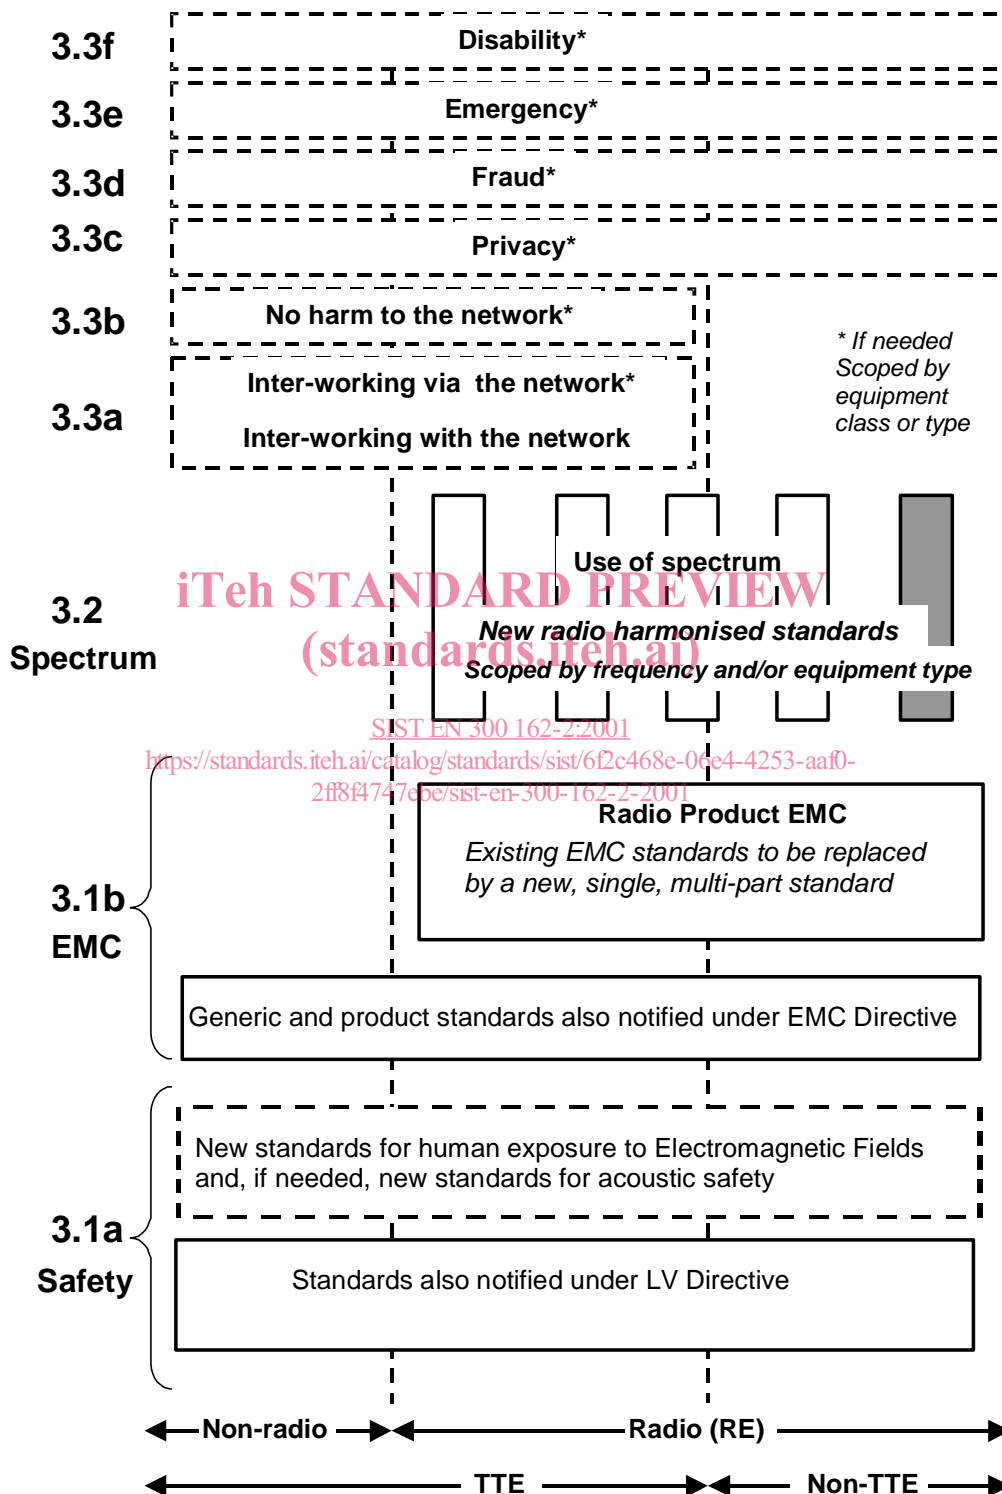 3.3f
Disability*
3.3e
Emergency*
3.3d
Fraud*
3.3c
Privacy*
3.3b
No harm to the network*
* If needed
Scoped by
equipment
class or type
3.3a
Inter-working via the network*
Inter-working with the network
Use of spectrum
iTeh STANDARD PREVIEW
3.2
Spectrum
New radio harmonised standards
(standards.iteh.ai)
Scoped by frequency and/or equipment type
SIST EN 300 162-2:2001
https://standards.iteh.ai/catalog/standards/sist/6f2c468e-06e4-4253-aaf0-
2ff8f4747ebe/sist-en-300-162-2-2001
Radio Product EMC
Existing EMC standards to be replaced
by a new, single, multi-part standard
3.1b
EMC
Generic and product standards also notified under EMC Directive
New standards for human exposure to Electromagnetic Fields
and, if needed, new standards for acoustic safety
3.1a
Safety
Standards also notified under LV Directive
Non-radio
Radio (RE)
TTE
Non-TTE